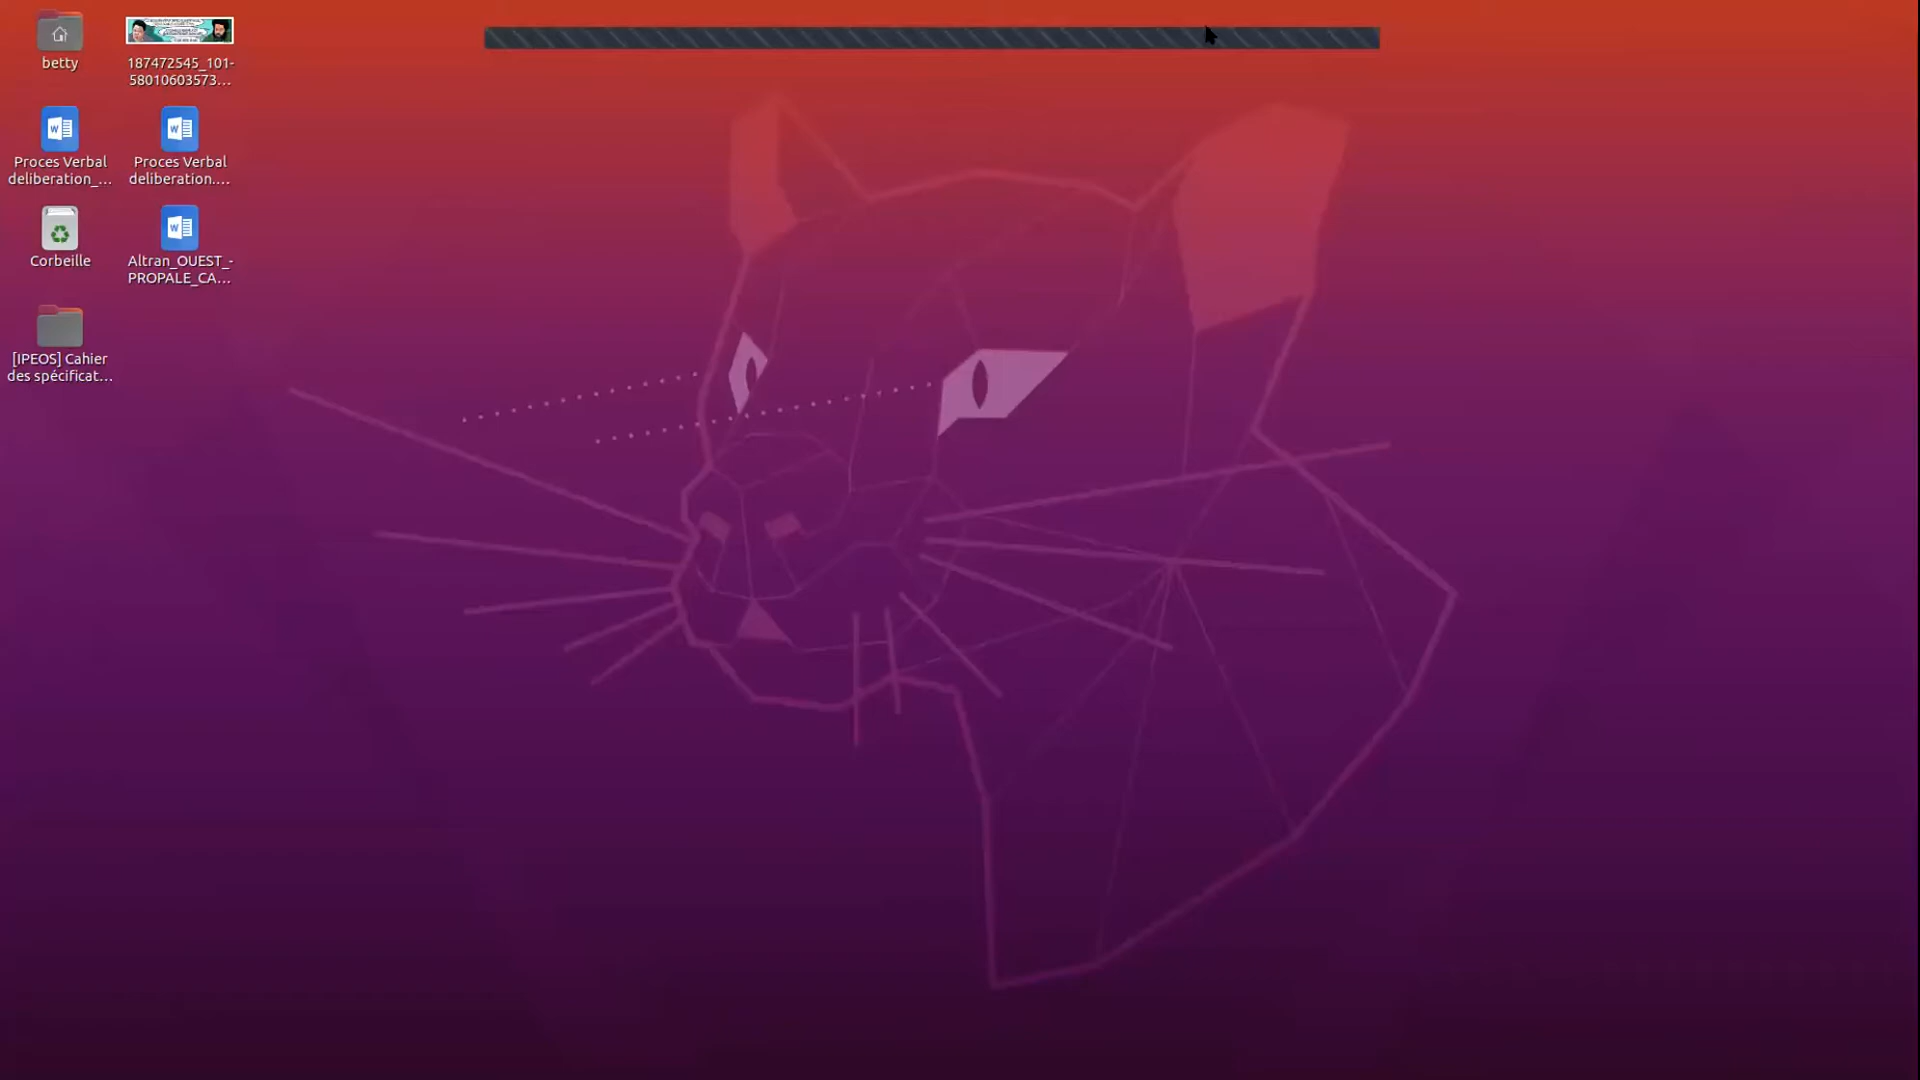 betty
187472545_101-
58010603573...
Proces Verbal
deliberation_...
Proces Verbal
deliberation....
Corbeille
Altran_OUEST_-
PROPALE_CA...
[IPEOS] Cahier
des spécificat...